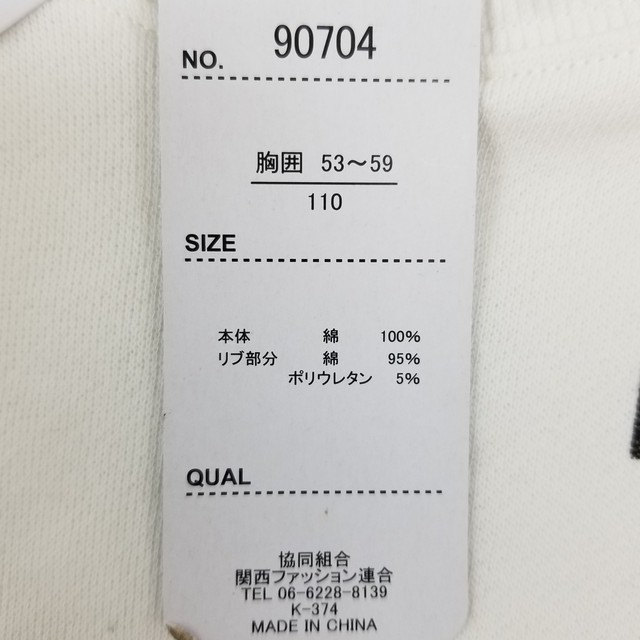 NO. 90704
胸囲 53～59
110
SIZE
本体 綿 100%
リブ部分 綿 95%
ポリウレタン 5%
QUAL
協同組合
関西ファッション連合
TEL 06-6228-8139
K-374
MADE IN CHINA